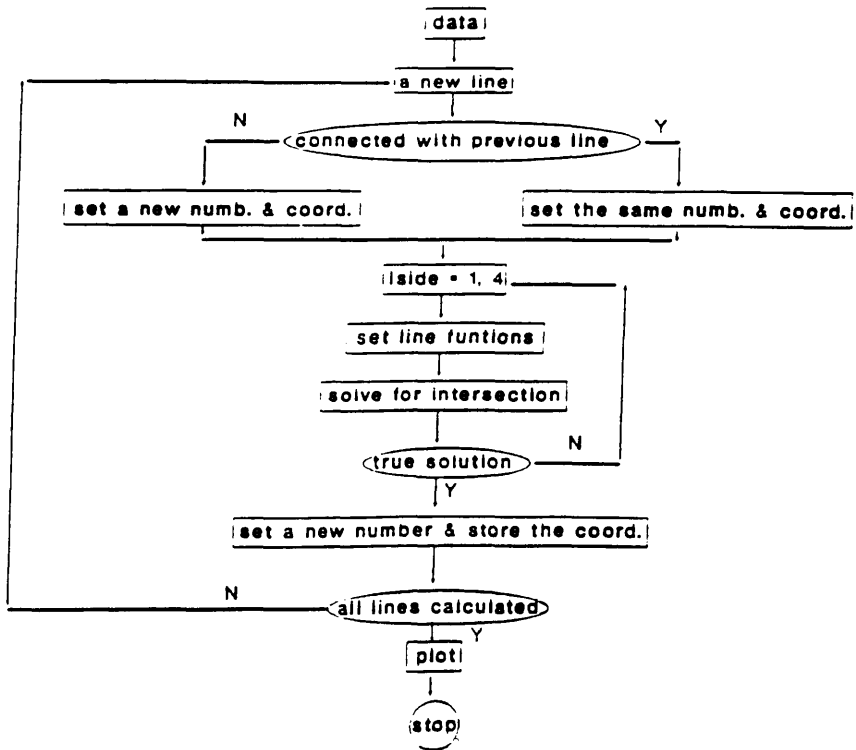 data
a new line
N
connected with previous line
Y
set a new numb. & coord.
set the same numb. & coord.
iside = 1, 4
set line funtions
solve for intersection
true solution
N
Y
set a new number & store the coord.
N
all lines calculated
Y
plot
stop